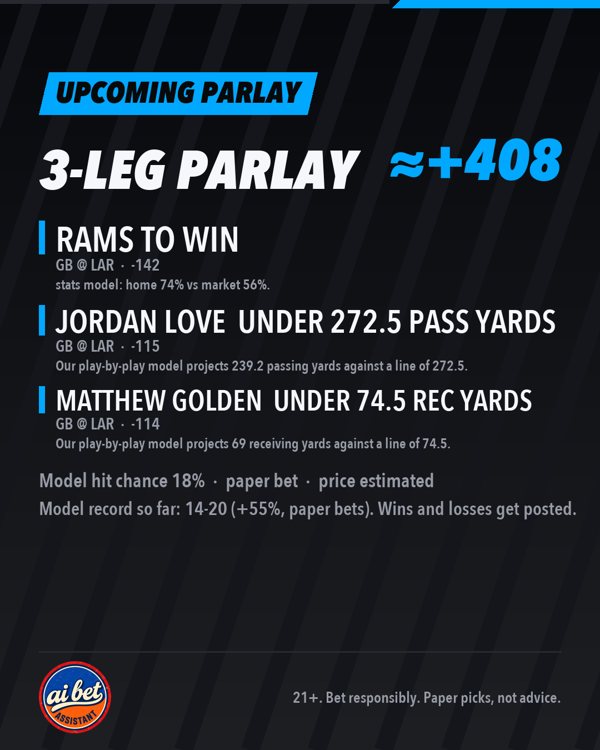 UPCOMING PARLAY
3-LEG PARLAY ≈+408
RAMS TO WIN
GB @ LAR · -142
stats model: home 74% vs market 56%.
JORDAN LOVE UNDER 272.5 PASS YARDS
GB @ LAR · -115
Our play-by-play model projects 239.2 passing yards against a line of 272.5.
MATTHEW GOLDEN UNDER 74.5 REC YARDS
GB @ LAR · -114
Our play-by-play model projects 69 receiving yards against a line of 74.5.
Model hit chance 18% · paper bet · price estimated
Model record so far: 14-20 (+55%, paper bets). Wins and losses get posted.
ai bet
ASSISTANT
21+. Bet responsibly. Paper picks, not advice.